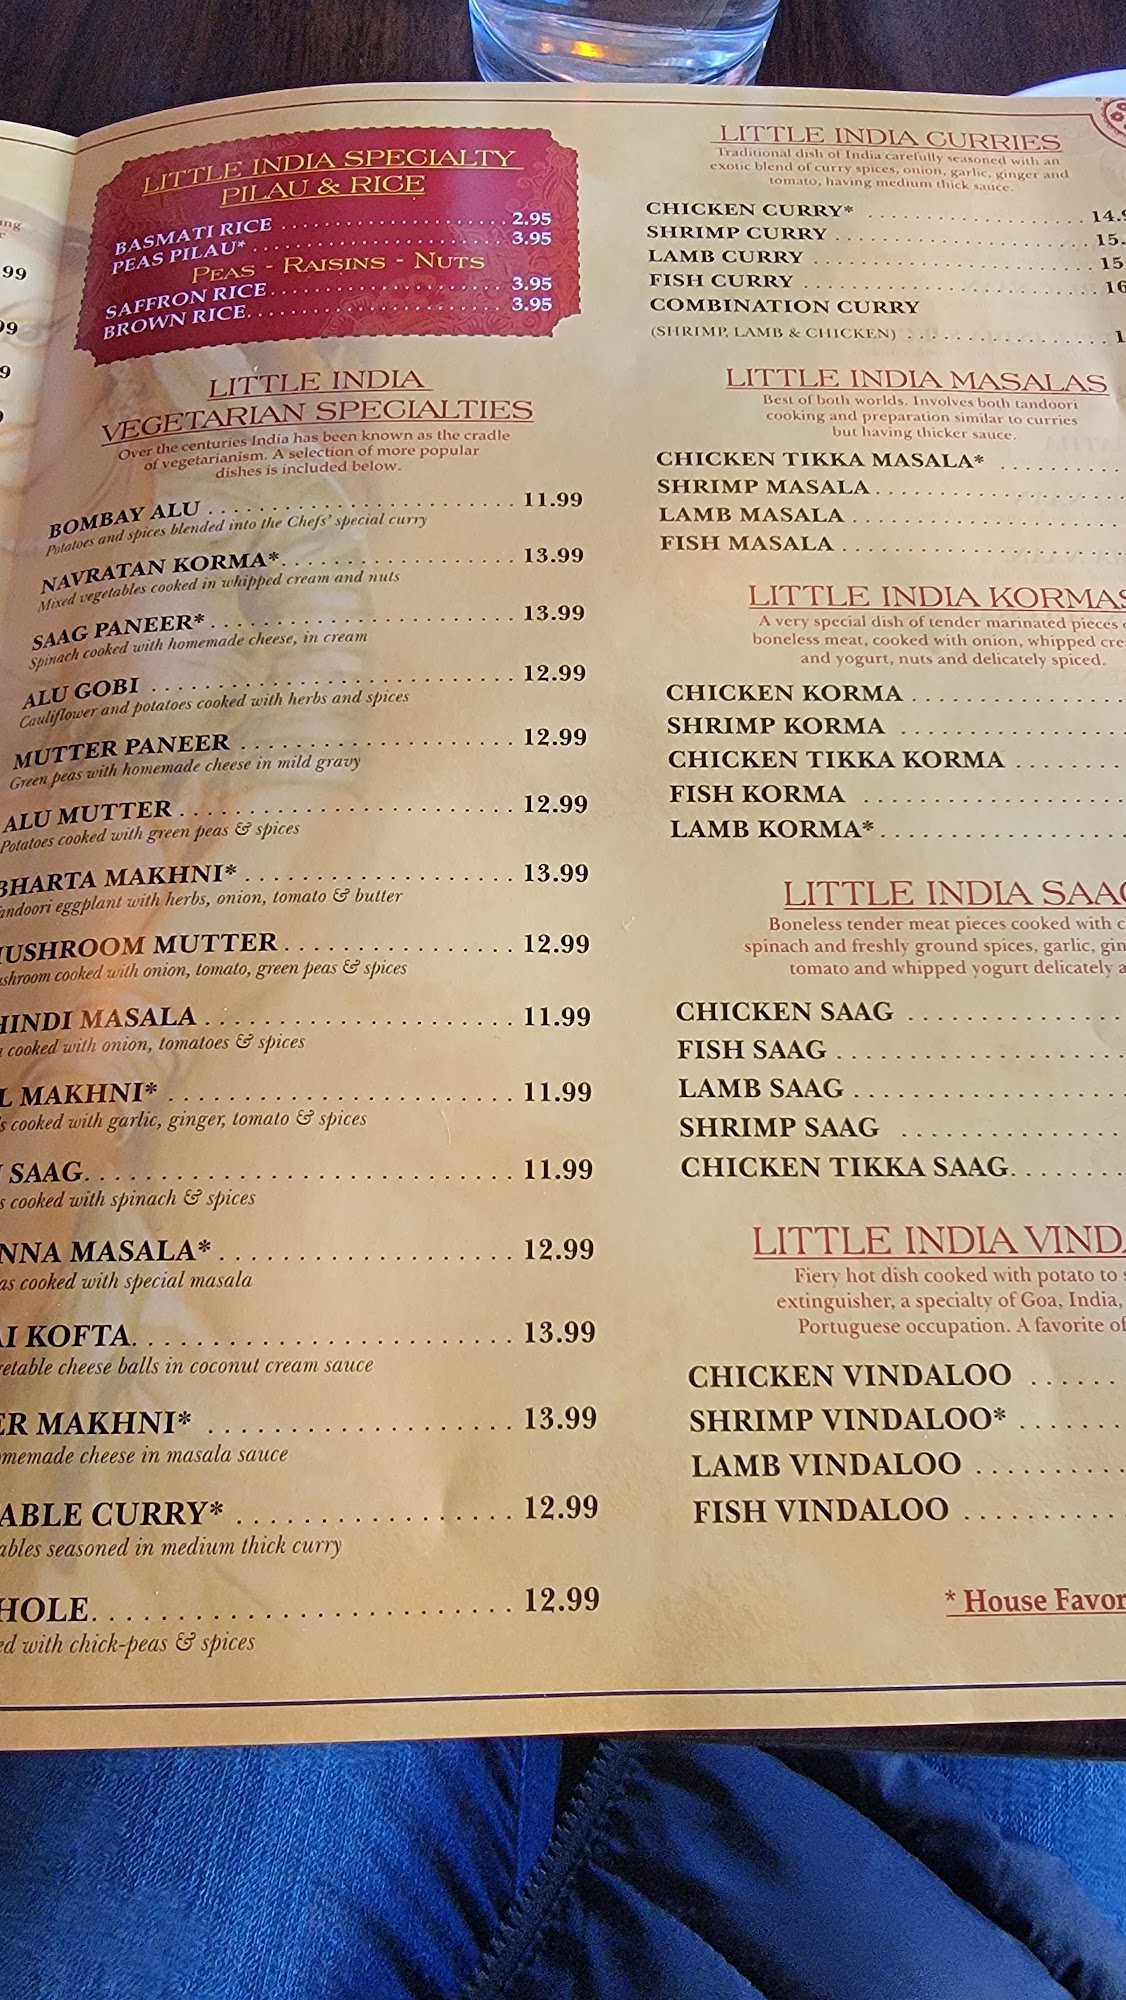 LITTLE INDIA SPECIALTY
PILAU & RICE
BASMATI RICE 2.95
PEAS PILAU* 3.95
PEAS - RAISINS - NUTS
SAFFRON RICE 3.95
BROWN RICE 3.95
LITTLE INDIA
VEGETARIAN SPECIALTIES
Over the centuries India has been known as the cradle
of vegetarianism. A selection of more popular
dishes is included below.
BOMBAY ALU 11.99
Potatoes and spices blended into the Chefs' special curry
NAVRATAN KORMA* 13.99
Mixed vegetables cooked in whipped cream and nuts
SAAG PANEER* 13.99
Spinach cooked with homemade cheese, in cream
ALU GOBI 12.99
Cauliflower and potatoes cooked with herbs and spices
MUTTER PANEER 12.99
Green peas with homemade cheese in mild gravy
ALU MUTTER 12.99
Potatoes cooked with green peas & spices
BHARTA MAKHNI* 13.99
eggplant with herbs, onion, tomato & butter
MUTTER 12.99
cooked with onion, tomato, green peas & spices
MASALA 11.99
cooked with onion, tomatoes & spices
MAKHNI* 11.99
cooked with garlic, ginger, tomato & spices
SAAG 11.99
cooked with spinach & spices
MASALA* 12.99
cooked with special masala
KOFTA 13.99
cheese balls in coconut cream sauce
MAKHNI* 13.99
cheese in masala sauce
CURRY* 12.99
seasoned in medium thick curry
12.99
with chick-peas & spices
LITTLE INDIA CURRIES
Traditional dish of India carefully seasoned with an
exotic blend of curry spices, onion, garlic, ginger and
tomato, having medium thick sauce.
CHICKEN CURRY*
SHRIMP CURRY
LAMB CURRY
FISH CURRY
COMBINATION CURRY
(SHRIMP, LAMB & CHICKEN)
LITTLE INDIA MASALAS
Best of both worlds. Involves both tandoori
cooking and preparation similar to curries
but having thicker sauce.
CHICKEN TIKKA MASALA*
SHRIMP MASALA
LAMB MASALA
FISH MASALA
LITTLE INDIA KORMAS
A very special dish of tender marinated pieces
boneless meat, cooked with onion, whipped
and yogurt, nuts and delicately spiced.
CHICKEN KORMA
SHRIMP KORMA
CHICKEN TIKKA KORMA
FISH KORMA
LAMB KORMA*
LITTLE INDIA
Boneless tender meat pieces cooked with
spinach and freshly ground spices, garlic,
tomato and whipped yogurt delicately
CHICKEN SAAG
FISH SAAG
LAMB SAAG
SHRIMP SAAG
CHICKEN TIKKA SAAG
LITTLE INDIA
Fiery hot dish cooked with potato to
extinguisher, a specialty of Goa, India,
Portuguese occupation. A favorite of
CHICKEN VINDALOO
SHRIMP VINDALOO*
LAMB VINDALOO
FISH VINDALOO
* House